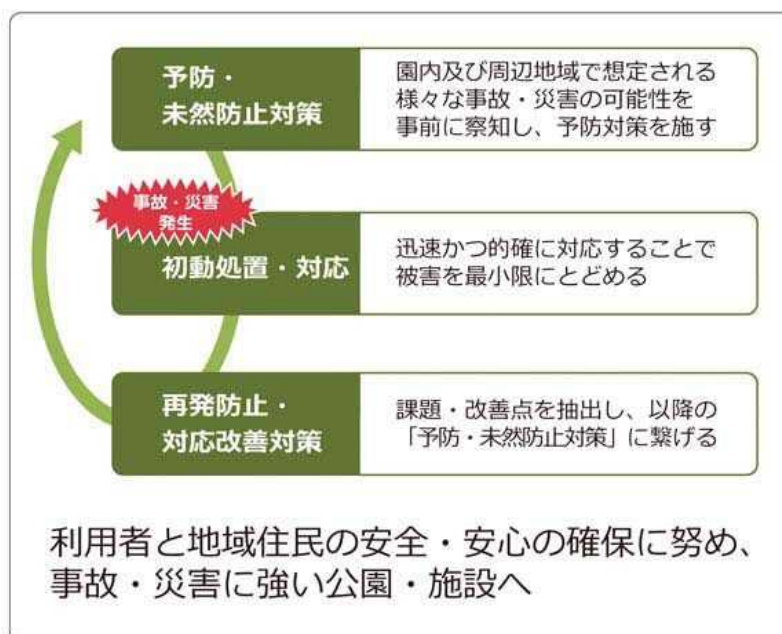 予防・
未然防止対策
園内及び周辺地域で想定される
様々な事故・災害の可能性を
事前に察知し、予防対策を施す
事故・災害
発生
初動処置・対応
迅速かつ的確に対応することで
被害を最小限にとどめる
再発防止・
対応改善対策
課題・改善点を抽出し、以降の
「予防・未然防止対策」に繋げる
利用者と地域住民の安全・安心の確保に努め、
事故・災害に強い公園・施設へ